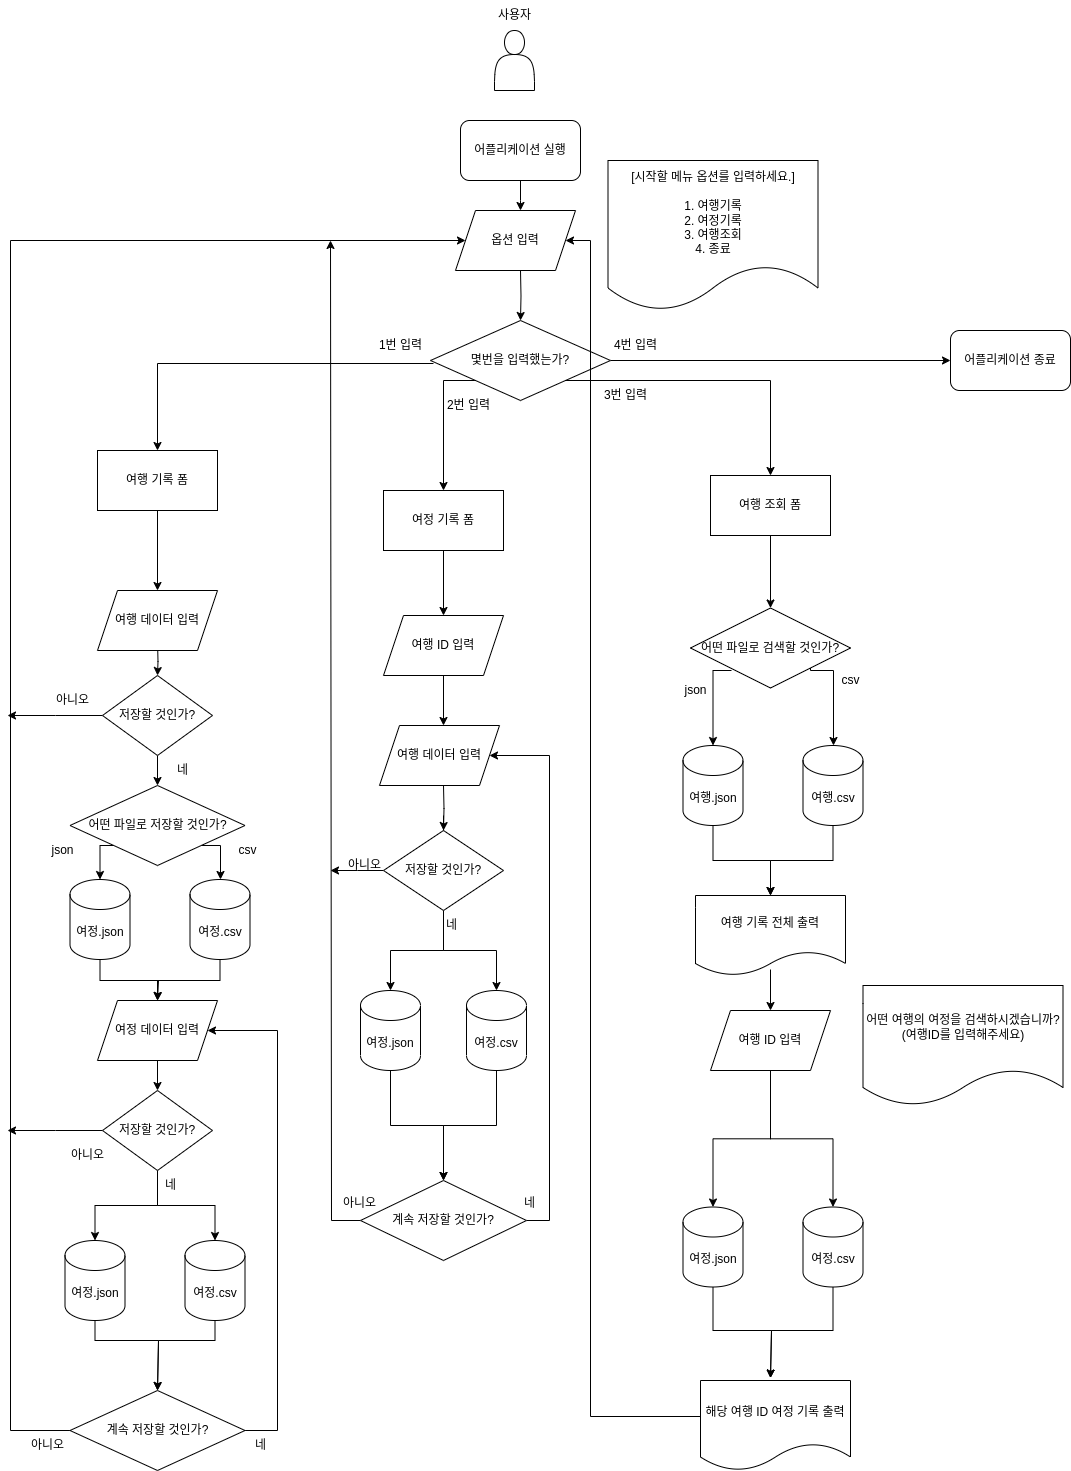 사용자
어플리케이션 실행
[시작할 메뉴 옵션를 입력하세요.]
1. 여행기록
2. 여정기록
3. 여행조회
4. 종료
옵션 입력
몇번을 입력했는가?
1번 입력
2번 입력
3번 입력
4번 입력
어플리케이션 종료
여행 기록 폼
여행 데이터 입력
저장할 것인가?
아니오
네
어떤 파일로 저장할 것인가?
json
csv
여정.json
여정.csv
여정 데이터 입력
저장할 것인가?
아니오
네
여정.json
여정.csv
계속 저장할 것인가?
아니오
네
여정 기록 폼
여행 ID 입력
여행 데이터 입력
저장할 것인가?
아니오
네
여정.json
여정.csv
계속 저장할 것인가?
아니오
네
여행 조회 폼
어떤 파일로 검색할 것인가?
json
csv
여행.json
여행.csv
여행 기록 전체 출력
여행 ID 입력
어떤 여행의 여정을 검색하시겠습니까?
(여행ID를 입력해주세요)
여정.json
여정.csv
해당 여행 ID 여정 기록 출력